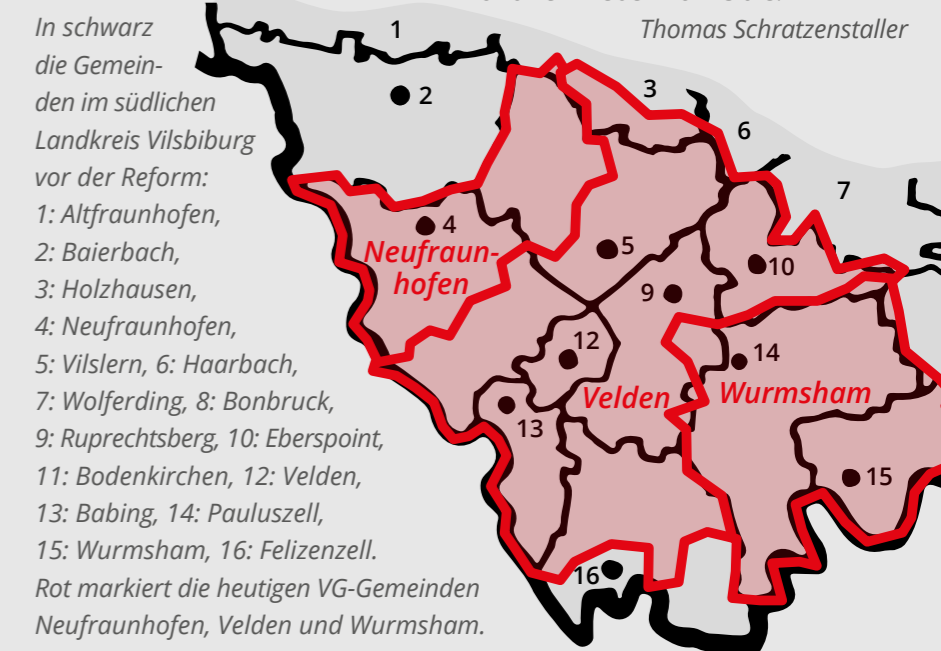 In schwarz
die Gemein-
den im südlichen
Landkreis Vilsbiburg
vor der Reform:
1: Altfraunhofen,
2: Baierbach,
3: Holzhausen,
4: Neufraunhofen,
5: Vilslern, 6: Haarbach,
7: Wolferding, 8: Bonbruck,
9: Ruprechtsberg, 10: Eberspoint,
11: Bodenkirchen, 12: Velden,
13: Babing, 14: Pauluszell,
15: Wurmsham, 16: Felizenzell.
Rot markiert die heutigen VG-Gemeinden
Neufraunhofen, Velden und Wurmsham.
Thomas Schratzenstaller
1
2
3
6
7
4
Neufraun-
hofen
5
10
9
12
14
Velden
Wurmsham
13
15
16